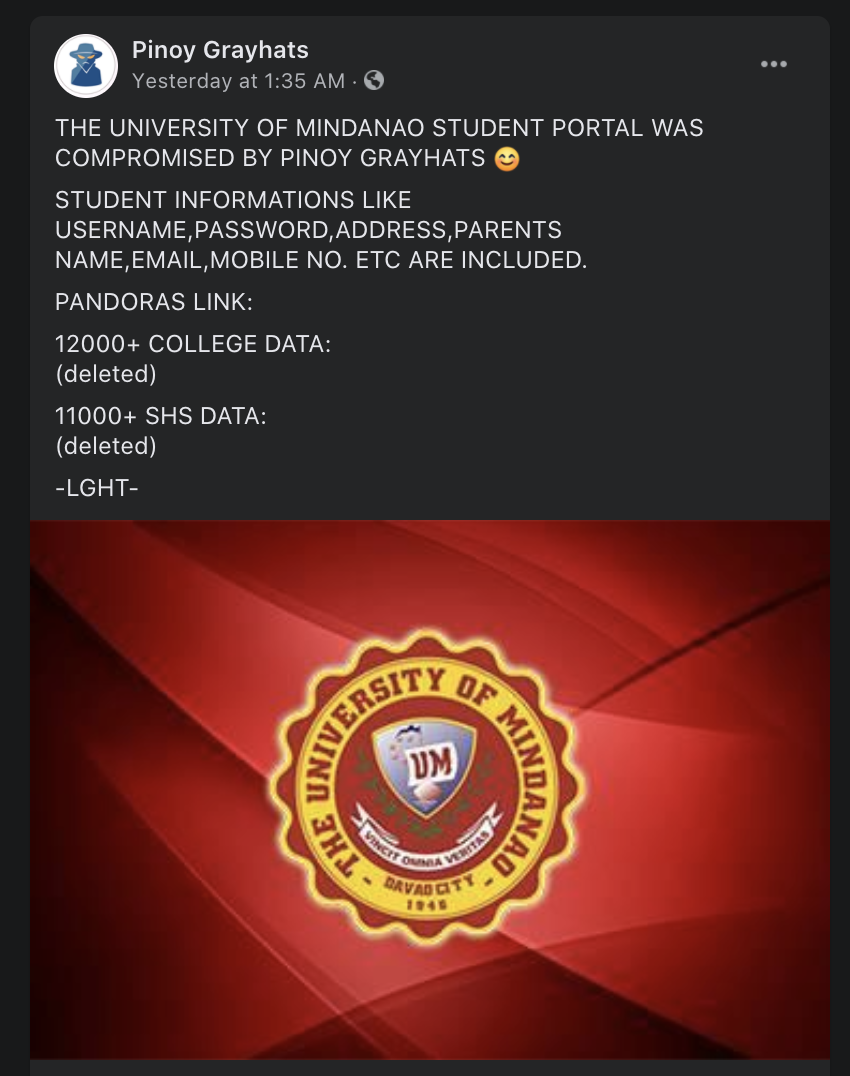 Pinoy Grayhats
Yesterday at 1:35 AM ·
THE UNIVERSITY OF MINDANAO STUDENT PORTAL WAS
COMPROMISED BY PINOY GRAYHATS 😊
STUDENT INFORMATIONS LIKE
USERNAME,PASSWORD,ADDRESS,PARENTS
NAME,EMAIL,MOBILE NO. ETC ARE INCLUDED.
PANDORAS LINK:
12000+ COLLEGE DATA:
(deleted)
11000+ SHS DATA:
(deleted)
-LGHT-
THE UNIVERSITY OF MINDANAO
UM
VINCIT OMNIA VERITAS
- DAVAO CITY -
1946